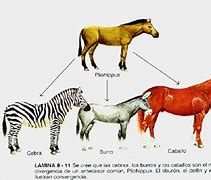 Pliohippus
Cebra
Burro
Caballo
LAMINA 8 - 11 Se cree que las cebras, los burros y los caballos son el m
divergencia de un antecesor común, Pliohippus. El tiburón, el delfín y e
ilustran convergencia.